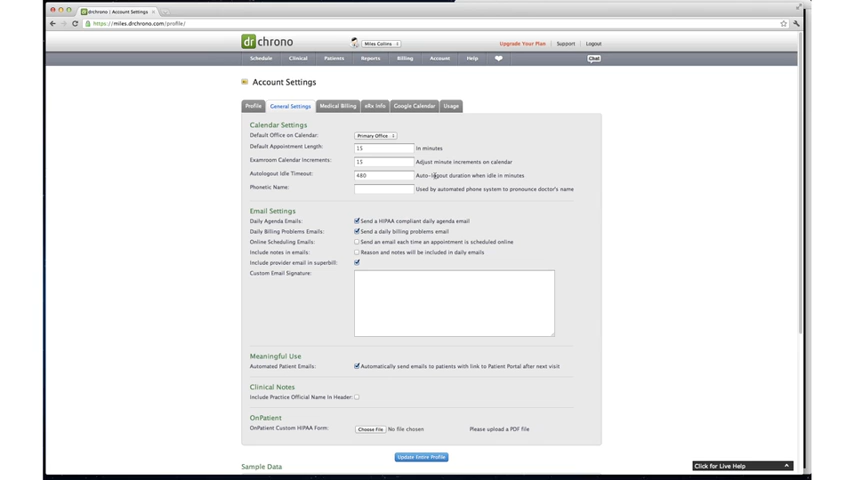 drchrono | Account Settings
https://miles.drchrono.com/profile/
drchrono
Miles Collins
Upgrade Your Plan Support Logout
Schedule Clinical Patients Reports Billing Account Help Chat
Account Settings
Profile General Settings Medical Billing eRx Info Google Calendar Usage
Calendar Settings
Default Office on Calendar: Primary Office
Default Appointment Length: 15 In minutes
Examroom Calendar Increments: 15 Adjust minute increments on calendar
Autologout Idle Timeout: 480 Auto-logout duration when idle in minutes
Phonetic Name: Used by automated phone system to pronounce doctor's name
Email Settings
Daily Agenda Emails: Send a HIPAA compliant daily agenda email
Daily Billing Problems Emails: Send a daily billing problems email
Online Scheduling Emails: Send an email each time an appointment is scheduled online
Include notes in emails: Reason and notes will be included in daily emails
Include provider email in superbill:
Custom Email Signature:
Meaningful Use
Automated Patient Emails: Automatically send emails to patients with link to Patient Portal after next visit
Clinical Notes
Include Practice Official Name In Header:
OnPatient
OnPatient Custom HIPAA Form: Choose File No file chosen Please upload a PDF file
Update Entire Profile
Sample Data
Click for Live Help